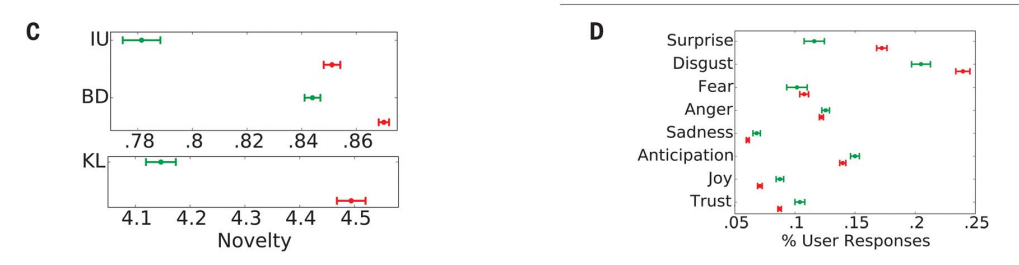 C
IU
BD
.78 .8 .82 .84 .86
KL
4.1 4.2 4.3 4.4 4.5
Novelty
D
Surprise
Disgust
Fear
Anger
Sadness
Anticipation
Joy
Trust
.05 .1 .15 .2 .25
% User Responses